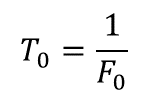 T₀ = 1/F₀